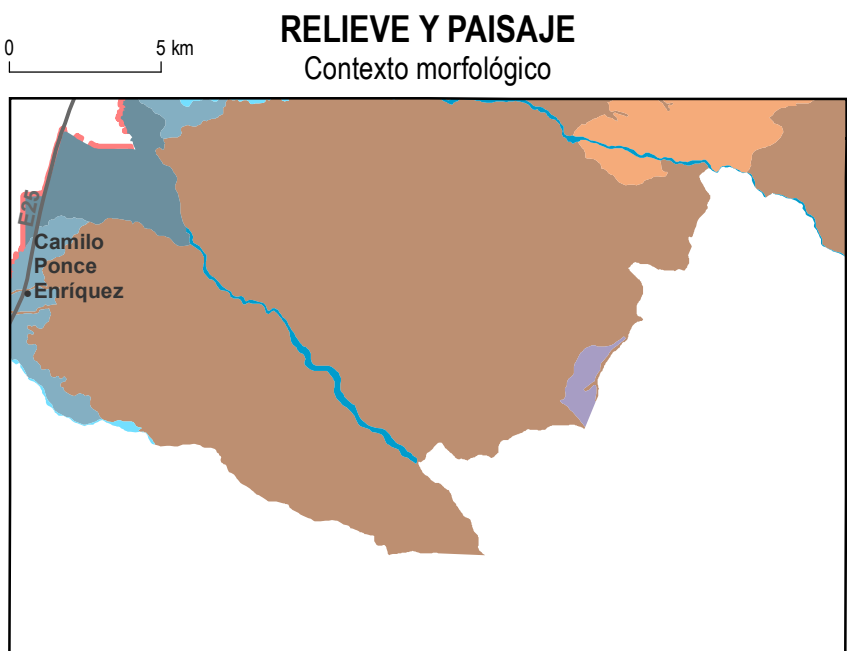 RELIEVE Y PAISAJE
Contexto morfológico
0 5 km
E25
Camilo
Ponce
Enríquez